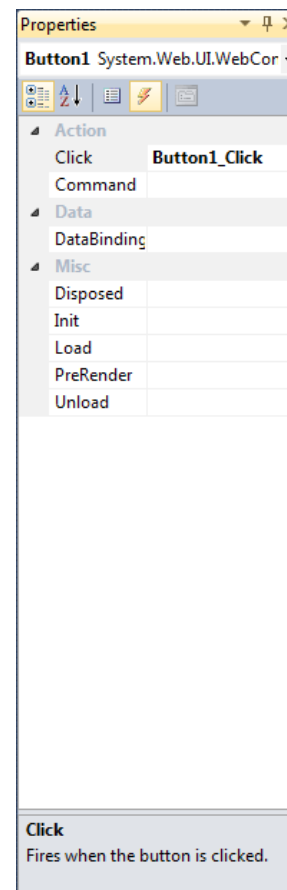 Properties
Button1 System.Web.UI.WebCor
Action
Click Button1_Click
Command
Data
DataBinding
Misc
Disposed
Init
Load
PreRender
Unload
Click
Fires when the button is clicked.